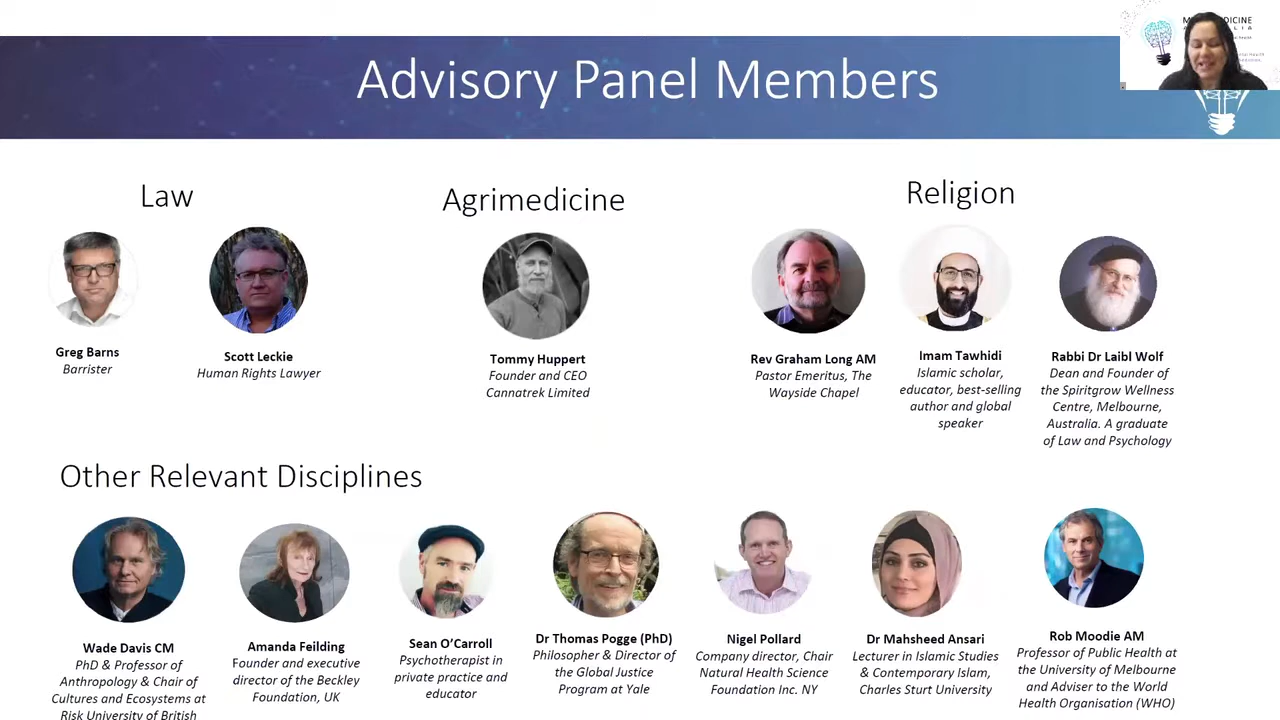 Advisory Panel Members
Law
Agrimedicine
Religion
Greg Barns
Barrister
Scott Leckie
Human Rights Lawyer
Tommy Huppert
Founder and CEO
Cannatrek Limited
Rev Graham Long AM
Pastor Emeritus, The
Wayside Chapel
Imam Tawhidi
Islamic scholar,
educator, best-selling
author and global
speaker
Rabbi Dr Laibl Wolf
Dean and Founder of
the Spiritgrow Wellness
Centre, Melbourne,
Australia. A graduate
of Law and Psychology
Other Relevant Disciplines
Wade Davis CM
PhD & Professor of
Anthropology & Chair of
Cultures and Ecosystems at
Risk University of British
Amanda Feilding
Founder and executive
director of the Beckley
Foundation, UK
Sean O’Carroll
Psychotherapist in
private practice and
educator
Dr Thomas Pogge (PhD)
Philosopher & Director of
the Global Justice
Program at Yale
Nigel Pollard
Company director, Chair
Natural Health Science
Foundation Inc. NY
Dr Mahsheed Ansari
Lecturer in Islamic Studies
& Contemporary Islam,
Charles Sturt University
Rob Moodie AM
Professor of Public Health at
the University of Melbourne
and Adviser to the World
Health Organisation (WHO)